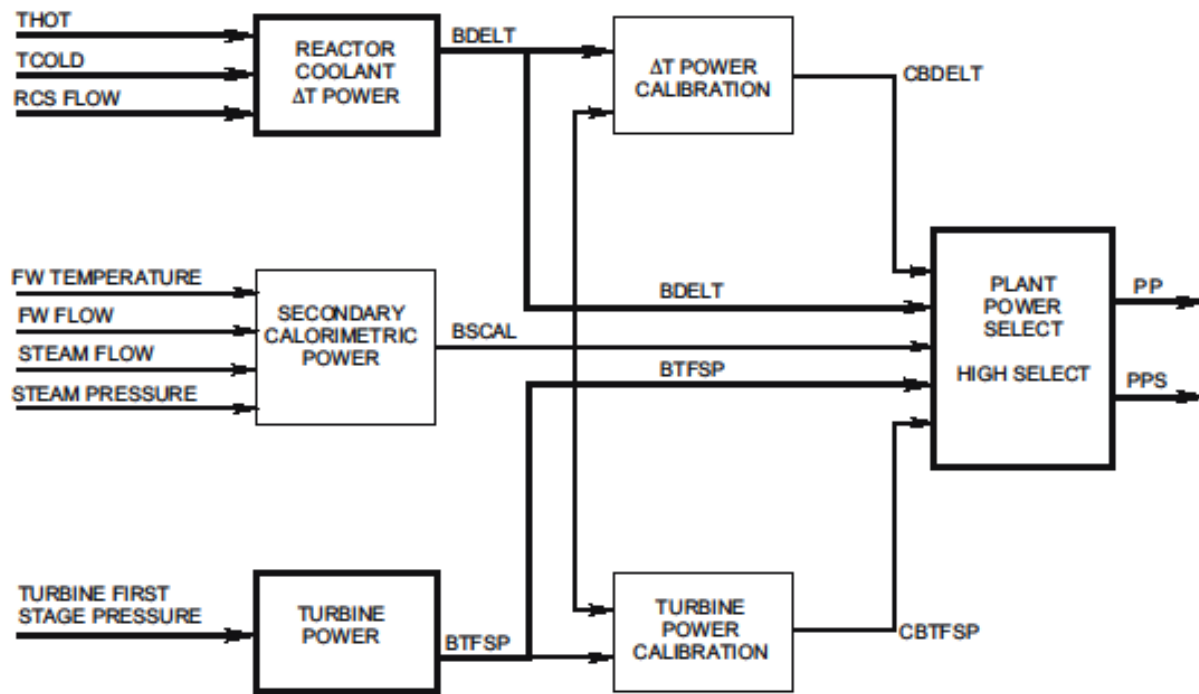 THOT
TCOLD
RCS FLOW
REACTOR
COOLANT
ΔT POWER
BDELT
ΔT POWER
CALIBRATION
CBDELT
FW TEMPERATURE
FW FLOW
STEAM FLOW
STEAM PRESSURE
SECONDARY
CALORIMETRIC
POWER
BSCAL
BDELT
BTFSP
PLANT
POWER
SELECT
HIGH SELECT
PP
PPS
TURBINE FIRST
STAGE PRESSURE
TURBINE
POWER
BTFSP
TURBINE
POWER
CALIBRATION
CBTFSP